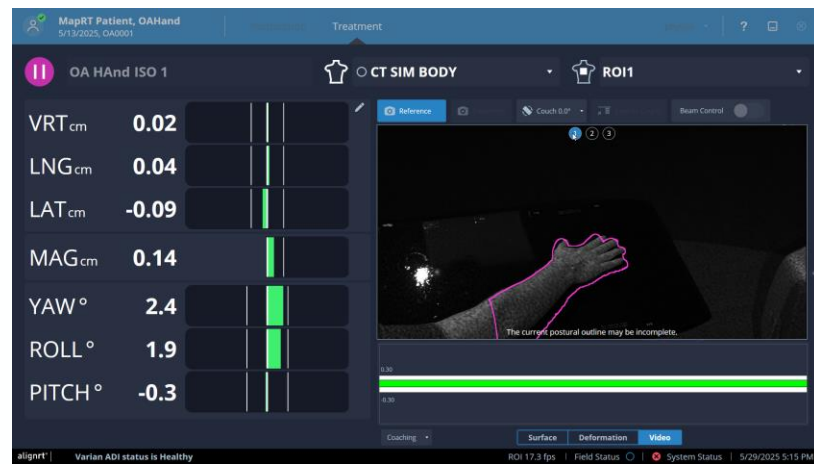 MapRT Patient, OAHand
5/13/2025, OA0001
Treatment
?
OA HAnd ISO 1
CT SIM BODY
ROI1
VRT cm 0.02
LNG cm 0.04
LAT cm -0.09
MAG cm 0.14
YAW ° 2.4
ROLL ° 1.9
PITCH ° -0.3
Reference
Couch 0.0°
Beam Control
1 2 3
The current postural outline may be incomplete.
0.30
-0.30
Coaching
Surface Deformation Video
alignrt® Varian ADI status is Healthy
ROI 17.3 fps | Field Status | System Status | 5/29/2025 5:15 PM